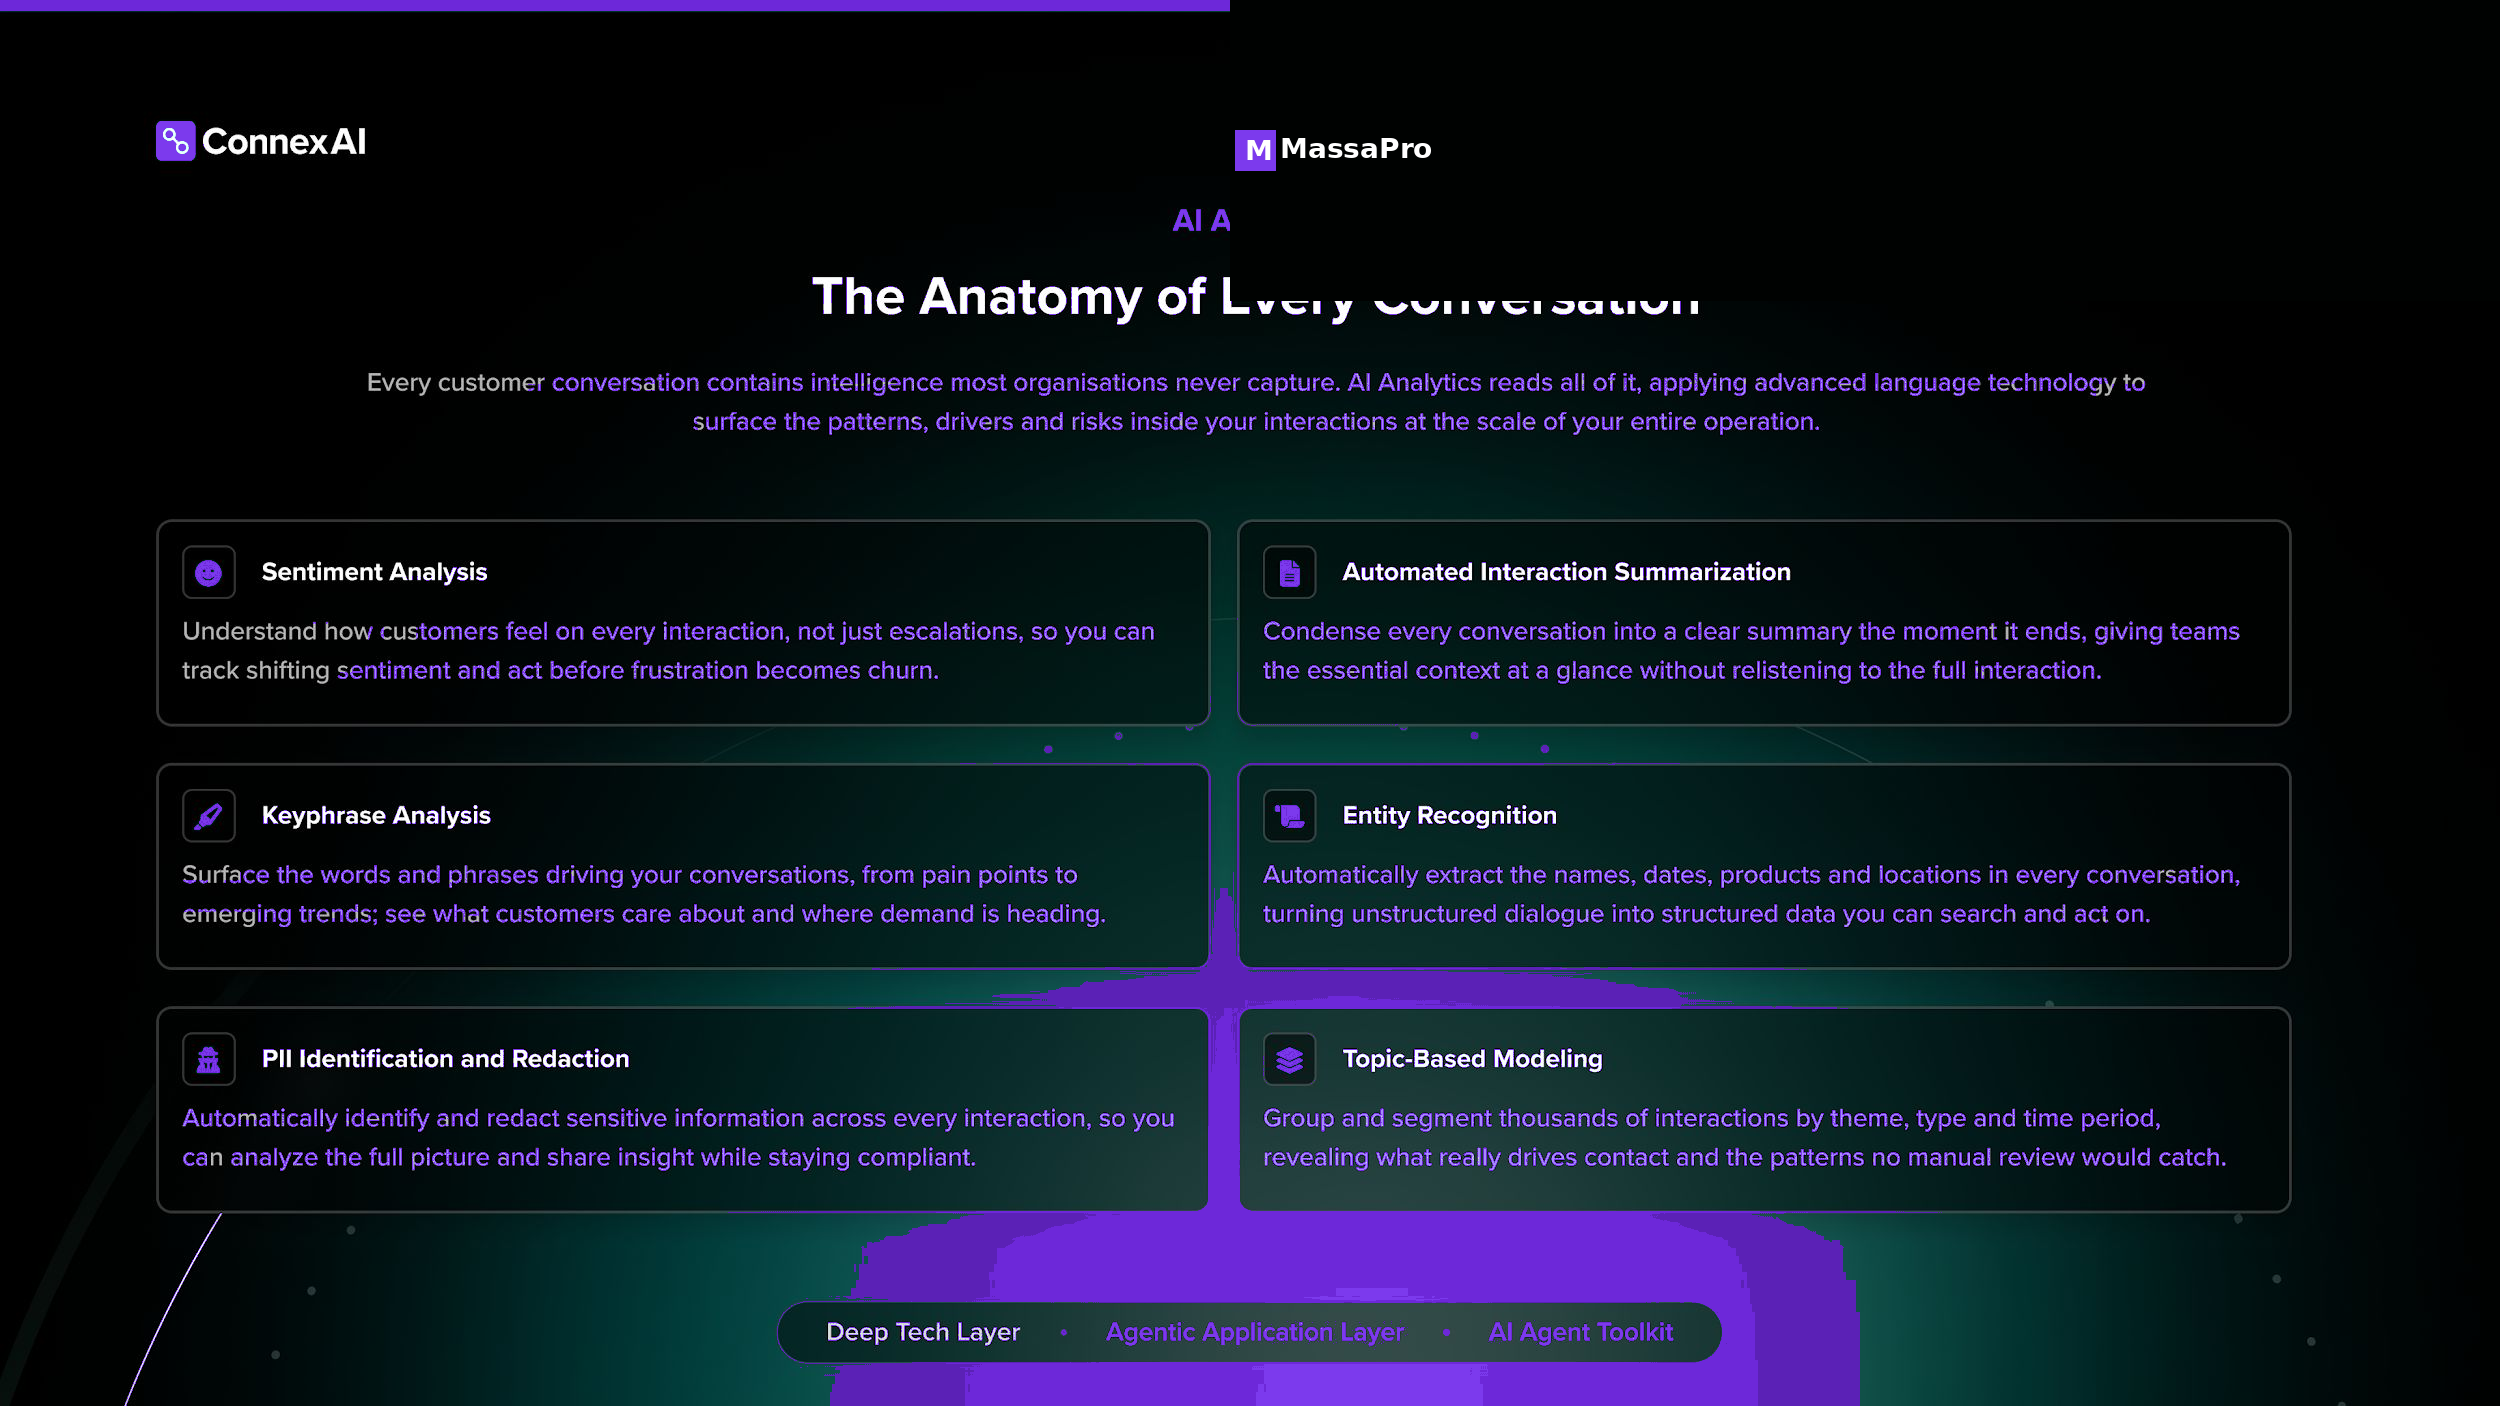 ConnexAI
M MassaPro
AI A
The Anatomy of Every Conversation
Every customer conversation contains intelligence most organisations never capture. AI Analytics reads all of it, applying advanced language technology to
surface the patterns, drivers and risks inside your interactions at the scale of your entire operation.
Sentiment Analysis
Understand how customers feel on every interaction, not just escalations, so you can
track shifting sentiment and act before frustration becomes churn.
Automated Interaction Summarization
Condense every conversation into a clear summary the moment it ends, giving teams
the essential context at a glance without relistening to the full interaction.
Keyphrase Analysis
Surface the words and phrases driving your conversations, from pain points to
emerging trends; see what customers care about and where demand is heading.
Entity Recognition
Automatically extract the names, dates, products and locations in every conversation,
turning unstructured dialogue into structured data you can search and act on.
PII Identification and Redaction
Automatically identify and redact sensitive information across every interaction, so you
can analyze the full picture and share insight while staying compliant.
Topic-Based Modeling
Group and segment thousands of interactions by theme, type and time period,
revealing what really drives contact and the patterns no manual review would catch.
Deep Tech Layer • Agentic Application Layer • AI Agent Toolkit